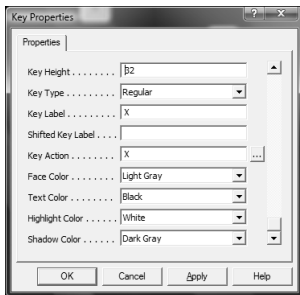 Key Properties
Properties
Key Height . . . . . . . . 32
Key Type . . . . . . . . . Regular
Key Label . . . . . . . . . X
Shifted Key Label . . . .
Key Action . . . . . . . . X ...
Face Color . . . . . . . . Light Gray
Text Color . . . . . . . . Black
Highlight Color . . . . . . White
Shadow Color . . . . . . Dark Gray
OK Cancel Apply Help